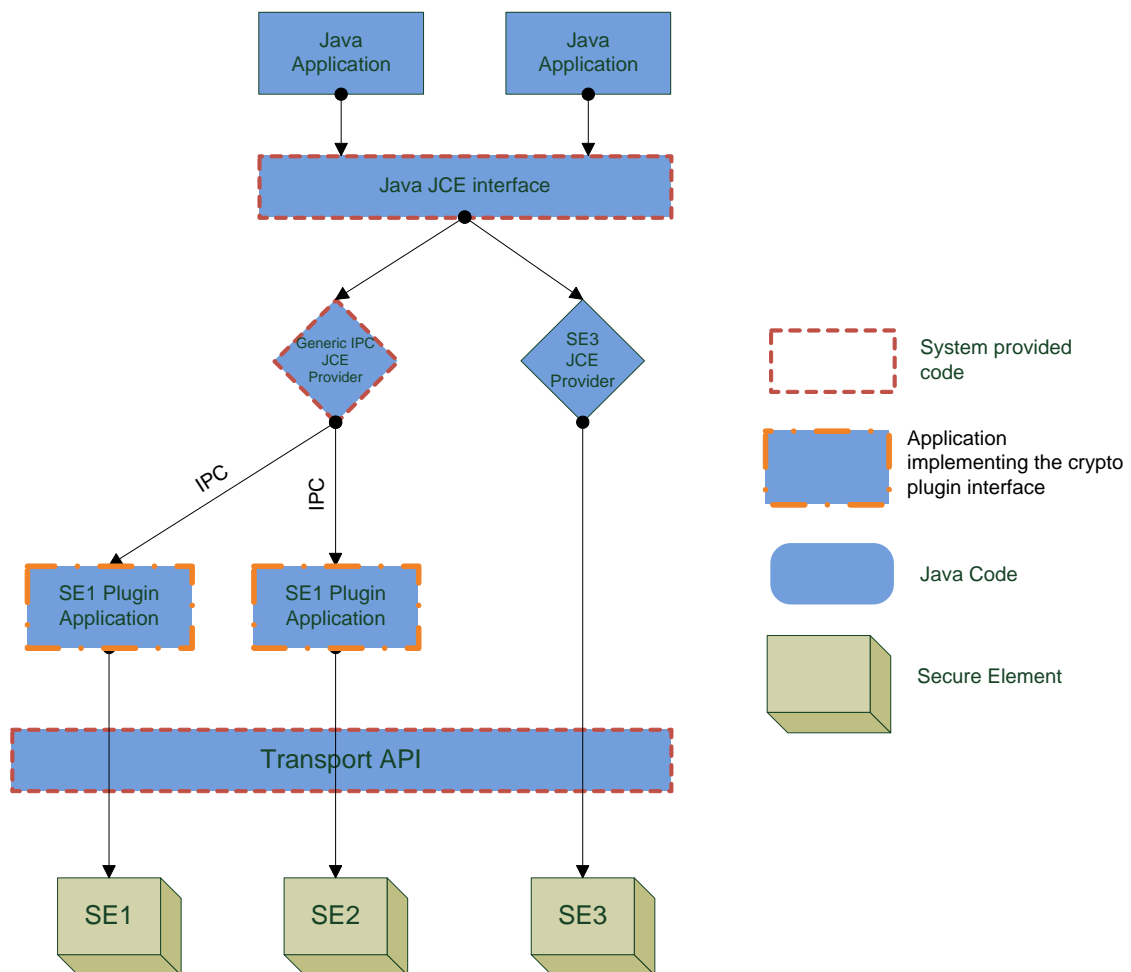 Java
Application
Java
Application
Java JCE interface
Generic IPC
JCE
Provider
SE3
JCE
Provider
IPC
IPC
SE1 Plugin
Application
SE1 Plugin
Application
Transport API
SE1
SE2
SE3
System provided
code
Application
implementing the crypto
plugin interface
Java Code
Secure Element